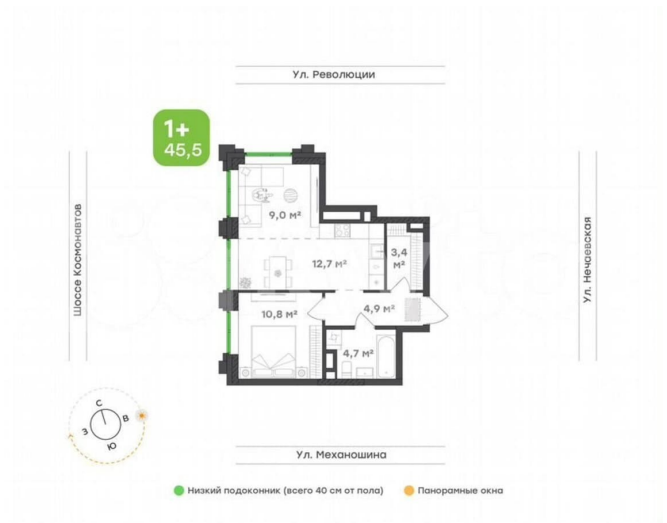 Ул. Революции
1+
45,5
Шоссе Космонавтов
Ул. Нечаевская
9,0 м²
12,7 м²
3,4
м²
10,8 м²
4,9 м²
4,7 м²
С
В
З
Ю
Ул. Механошина
Низкий подоконник (всего 40 см от пола)
Панорамные окна